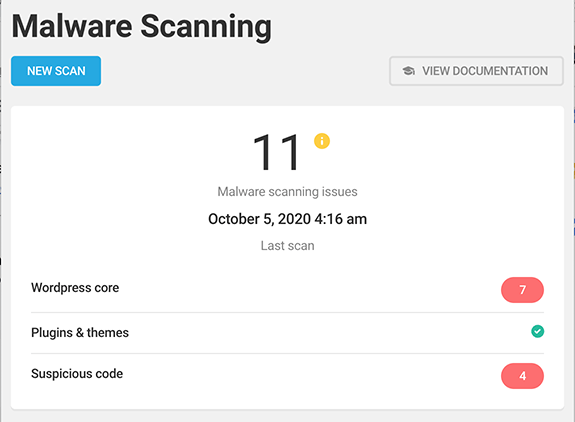 Malware Scanning
NEW SCAN
VIEW DOCUMENTATION
11
Malware scanning issues
October 5, 2020 4:16 am
Last scan
Wordpress core 7
Plugins & themes
Suspicious code 4